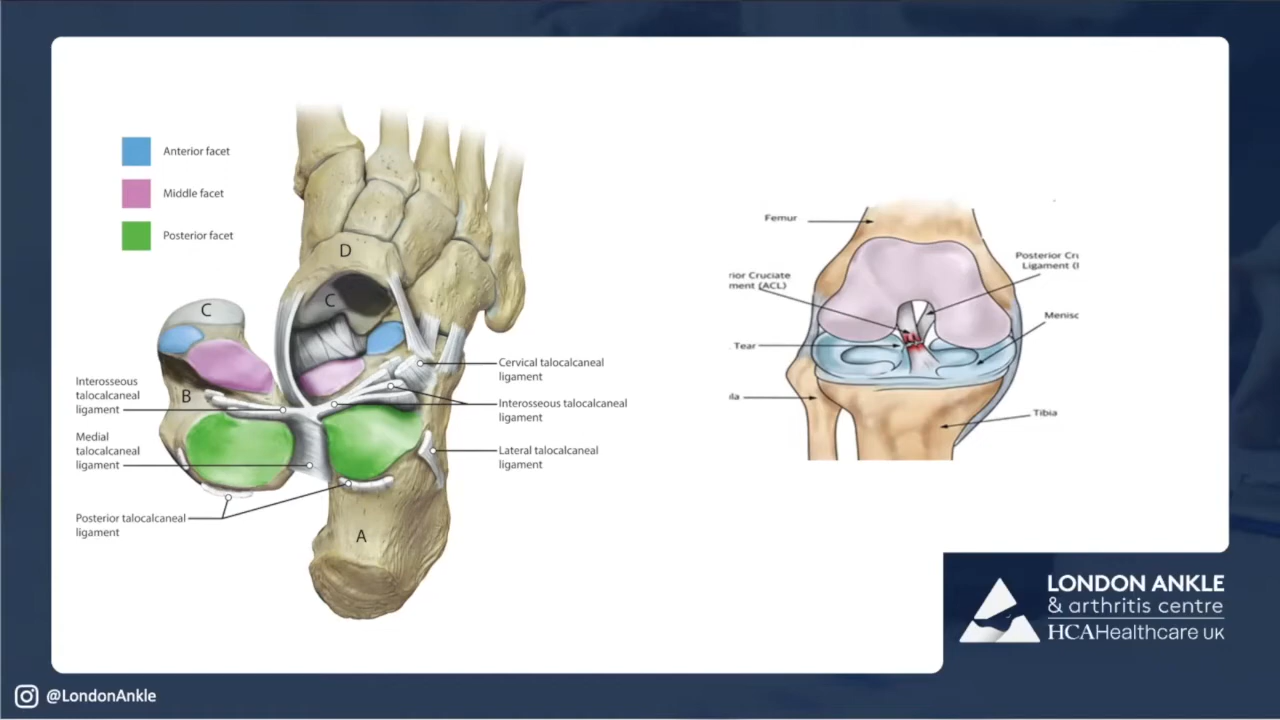 Anterior facet
Middle facet
Posterior facet
D
C
C
B
A
Interosseous
talocalcaneal
ligament
Medial
talocalcaneal
ligament
Posterior talocalcaneal
ligament
Cervical talocalcaneal
ligament
Interosseous talocalcaneal
ligament
Lateral talocalcaneal
ligament
Femur
rior Cruciate
ment (ACL)
Tear
Posterior Cru
Ligament (
Menisc
Tibia
LONDON ANKLE
& arthritis centre
HCAHealthcare UK
@LondonAnkle